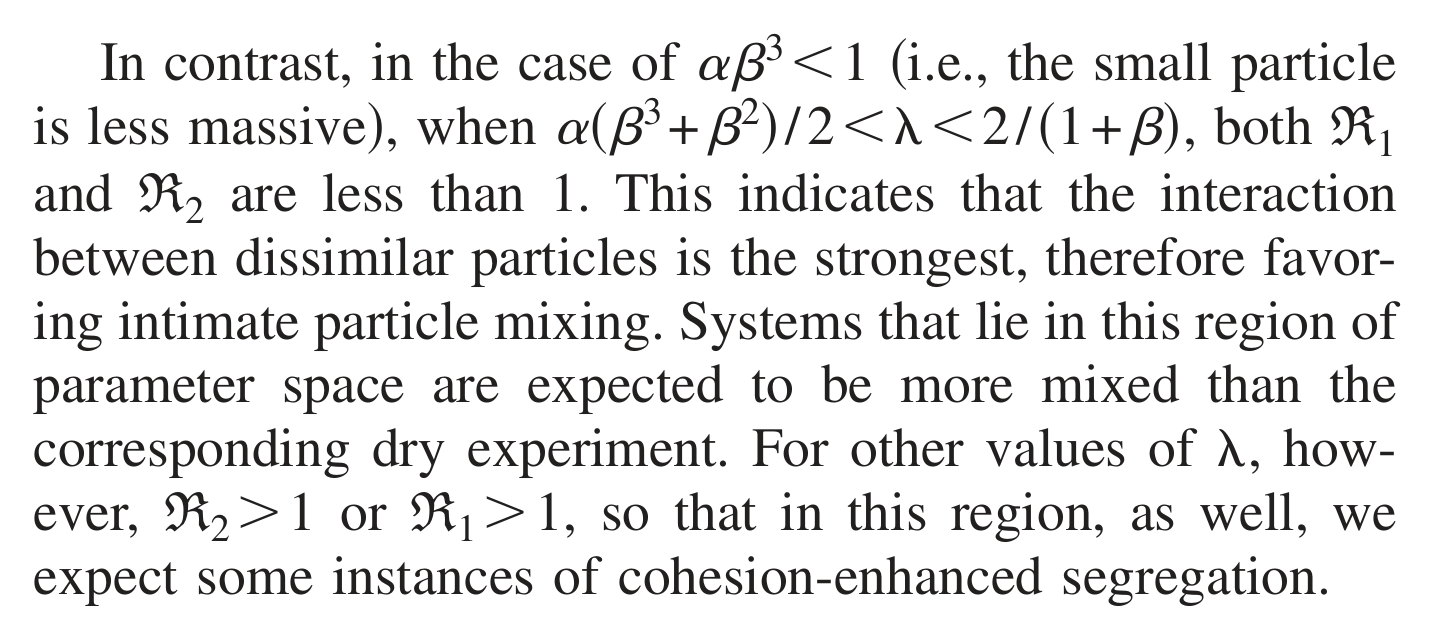 In contrast, in the case of αβ³<1 (i.e., the small particle
is less massive), when α(β³+β²)/2<λ<2/(1+β), both ℜ₁
and ℜ₂ are less than 1. This indicates that the interaction
between dissimilar particles is the strongest, therefore favor-
ing intimate particle mixing. Systems that lie in this region of
parameter space are expected to be more mixed than the
corresponding dry experiment. For other values of λ, how-
ever, ℜ₂>1 or ℜ₁>1, so that in this region, as well, we
expect some instances of cohesion-enhanced segregation.